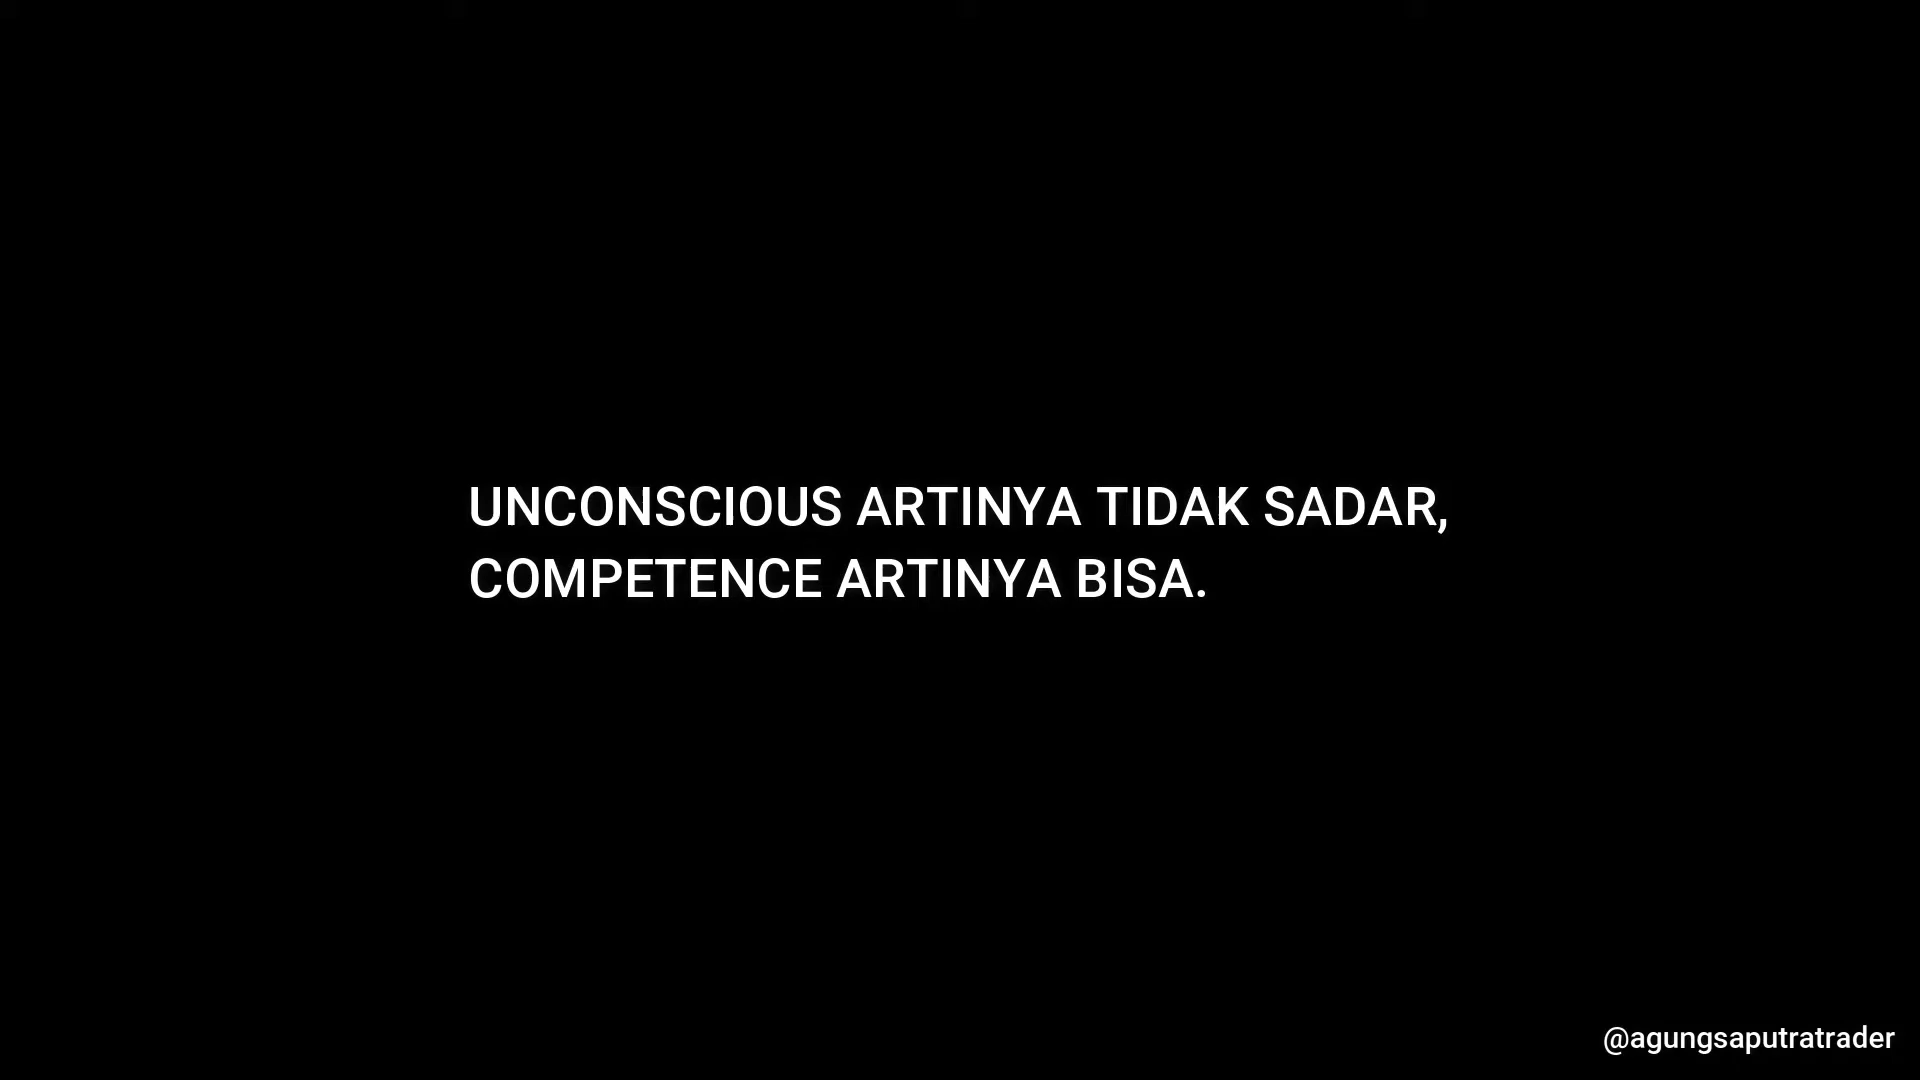 UNCONSCIOUS ARTINYA TIDAK SADAR,
COMPETENCE ARTINYA BISA.
@agungsaputratrader